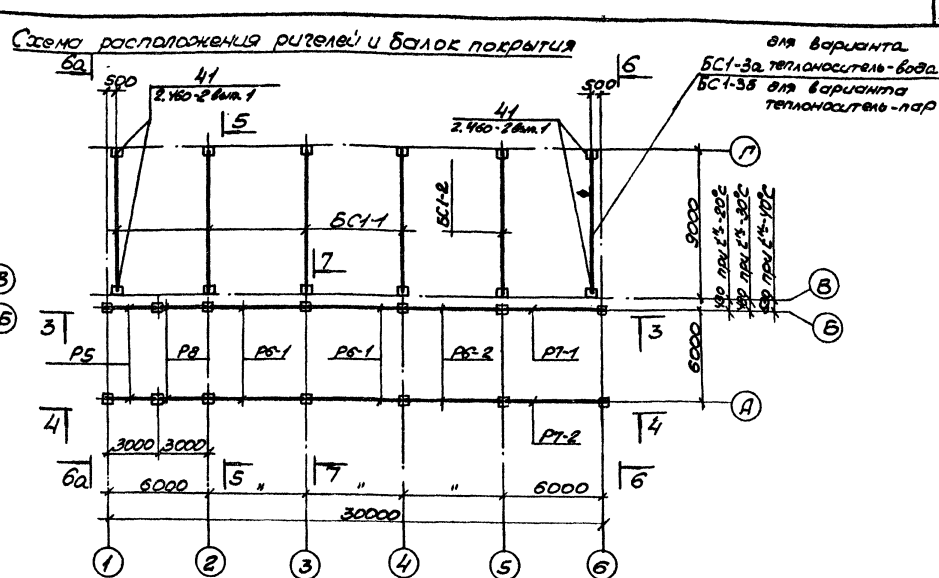 Схема расположения ригелей и балок покрытия
для варианта
БС1-3а теплоноситель-вода
БС1-3б для варианта
теплоноситель-пар
6а
500
41
2.460-2 вып.1
5
41
2.460-2 вып.1
500
6
Г
БС1-1
БС1-2
9000
490 при tн-20°С
при tн-30°С
при tн-40°С
7
В
Б
В
Б
3
3
Р5
Р8
Р6-1
Р6-1
Р6-2
Р7-1
6000
А
4
4
Р7-2
3000
3000
6а
5
7
6
6000
"
"
"
6000
30000
1
2
3
4
5
6